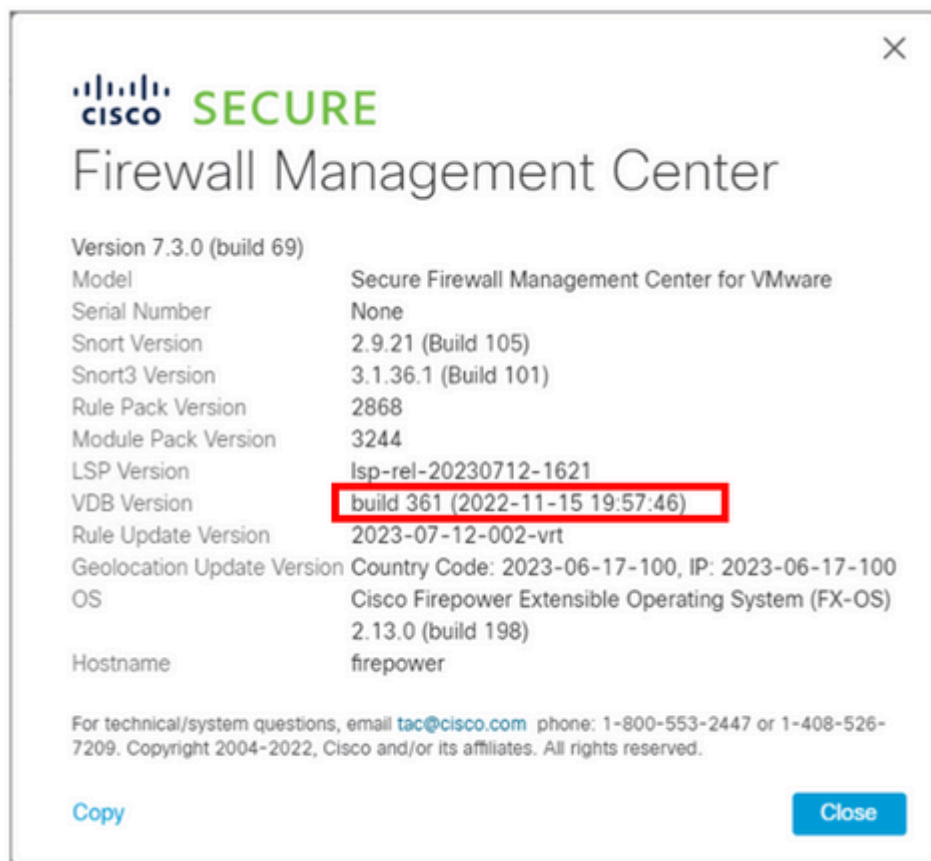 CISCO SECURE
Firewall Management Center
Version 7.3.0 (build 69)
Model Secure Firewall Management Center for VMware
Serial Number None
Snort Version 2.9.21 (Build 105)
Snort3 Version 3.1.36.1 (Build 101)
Rule Pack Version 2868
Module Pack Version 3244
LSP Version lsp-rel-20230712-1621
VDB Version build 361 (2022-11-15 19:57:46)
Rule Update Version 2023-07-12-002-vrt
Geolocation Update Version Country Code: 2023-06-17-100, IP: 2023-06-17-100
OS Cisco Firepower Extensible Operating System (FX-OS)
2.13.0 (build 198)
Hostname firepower
For technical/system questions, email tac@cisco.com phone: 1-800-553-2447 or 1-408-526-
7209. Copyright 2004-2022, Cisco and/or its affiliates. All rights reserved.
Copy Close